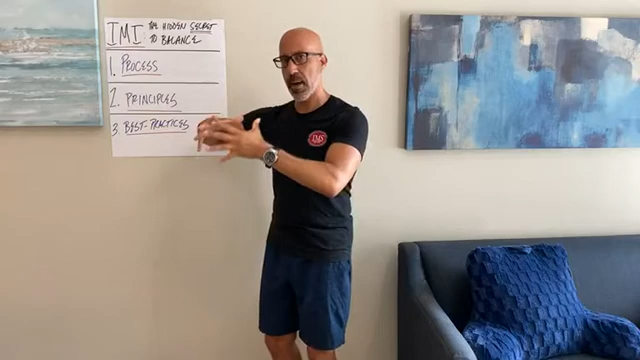 IMI: THE HIDDEN SECRET
TO BALANCE
1. PROCESS
2. PRINCIPLES
3. BEST-PRACTICES
IMS